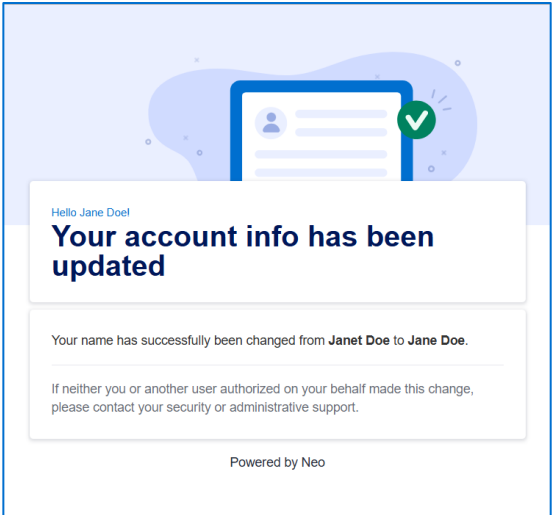 Hello Jane Doe!
Your account info has been
updated
Your name has successfully been changed from Janet Doe to Jane Doe.
If neither you or another user authorized on your behalf made this change,
please contact your security or administrative support.
Powered by Neo